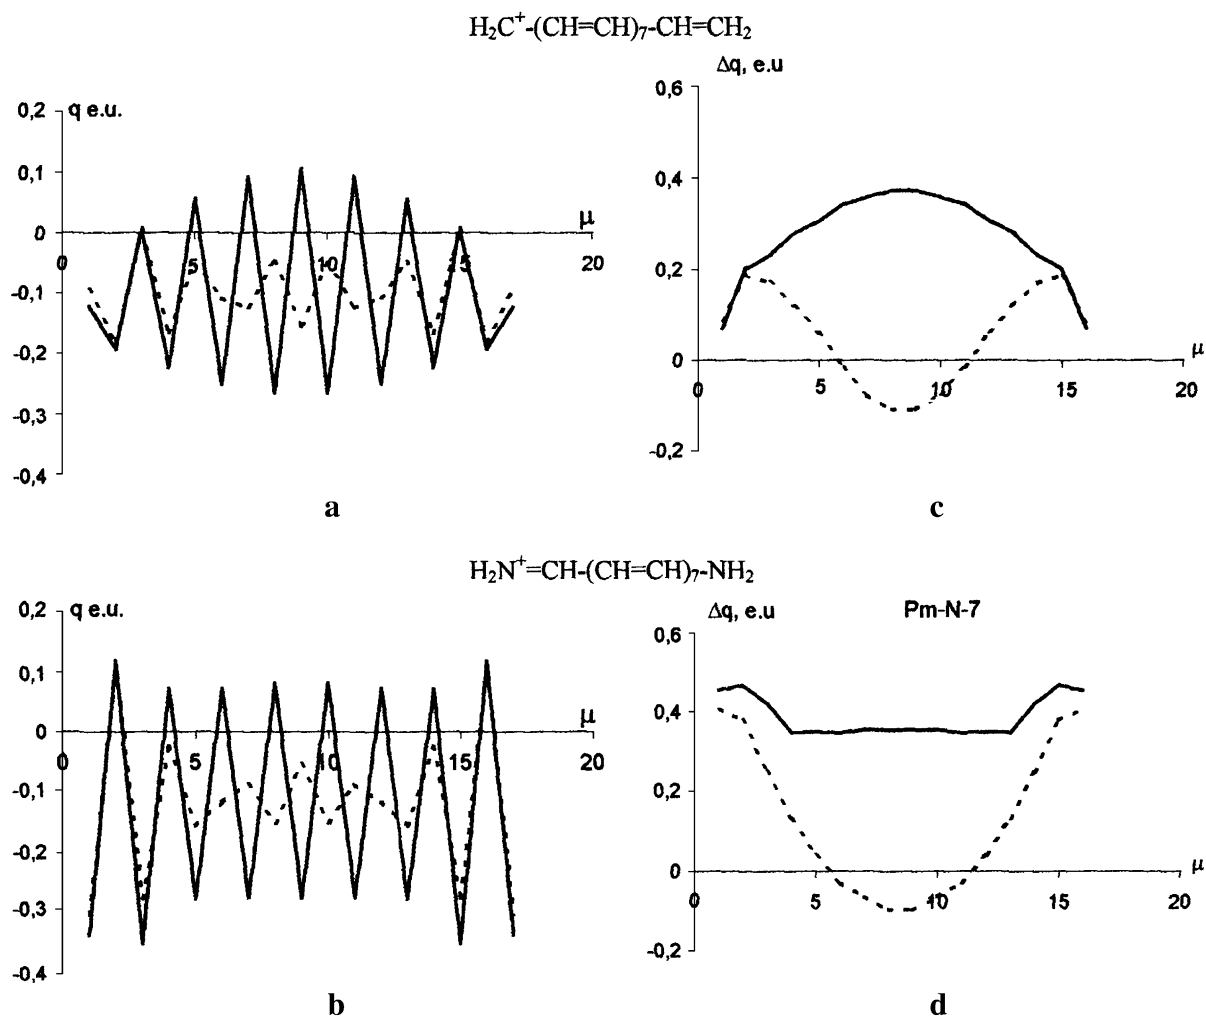 H₂C⁺-(CH=CH)₇-CH=CH₂
q e.u.
0,2
0,1
0
-0,1
-0,2
-0,3
-0,4
0 5 10 15 20
μ
a
Δq, e.u
0,6
0,4
0,2
0
-0,2
0 5 10 15 20
μ
c
H₂N⁺=CH-(CH=CH)₇-NH₂
q e.u.
0,2
0,1
0
-0,1
-0,2
-0,3
-0,4
0 5 10 15 20
μ
b
Δq, e.u
Pm-N-7
0,6
0,4
0,2
0
-0,2
0 5 10 15 20
μ
d